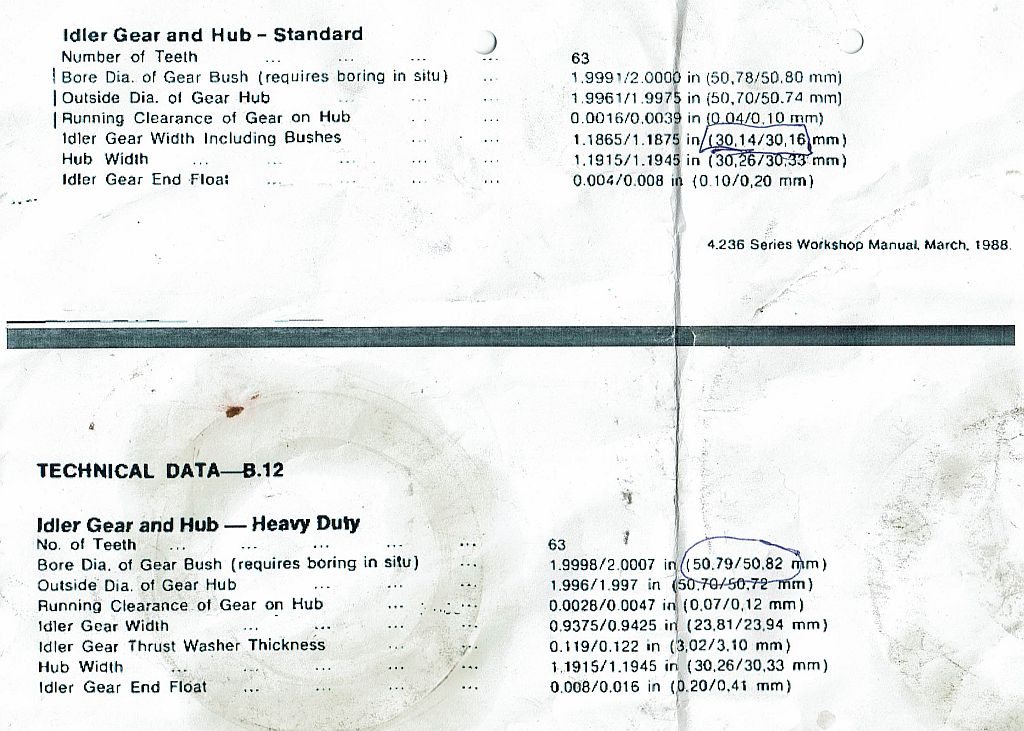 Idler Gear and Hub – Standard
Number of Teeth ... ... ... ... 63
Bore Dia. of Gear Bush (requires boring in situ) ... 1.9991/2.0000 in (50,78/50.80 mm)
Outside Dia. of Gear Hub ... ... ... 1.9961/1.9975 in (50,70/50.74 mm)
Running Clearance of Gear on Hub ... ... 0.0016/0.0039 in (0.04/0,10 mm)
Idler Gear Width Including Bushes ... ... 1.1865/1.1875 in (30,14/30,16 mm)
Hub Width ... ... ... ... ... 1.1915/1.1945 in (30,26/30,33 mm)
Idler Gear End Float ... ... ... ... 0.004/0.008 in (0.10/0,20 mm)
4.236 Series Workshop Manual, March, 1988.
TECHNICAL DATA—B.12
Idler Gear and Hub — Heavy Duty
No. of Teeth ... ... ... ... ... 63
Bore Dia. of Gear Bush (requires boring in situ) ... 1.9998/2.0007 in (50.79/50,82 mm)
Outside Dia. of Gear Hub ... ... ... 1.996/1.997 in (50,70/50,72 mm)
Running Clearance of Gear on Hub ... ... 0.0028/0.0047 in (0,07/0,12 mm)
Idler Gear Width ... ... ... ... 0.9375/0.9425 in (23,81/23,94 mm)
Idler Gear Thrust Washer Thickness ... ... 0.119/0.122 in (3,02/3,10 mm)
Hub Width ... ... ... ... ... 1.1915/1.1945 in (30,26/30,33 mm)
Idler Gear End Float ... ... ... ... 0.008/0.016 in (0.20/0,41 mm)